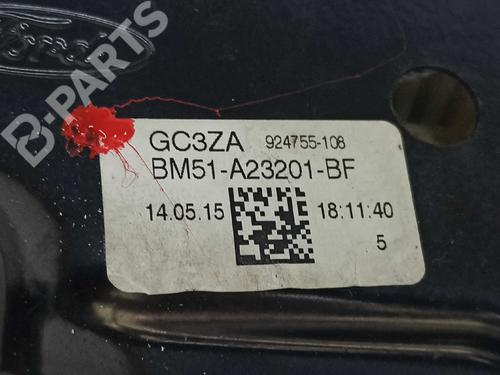 Ford
B-PARTS
GC3ZA 924755-108
BM51-A23201-BF
14.05.15 18:11:40
5